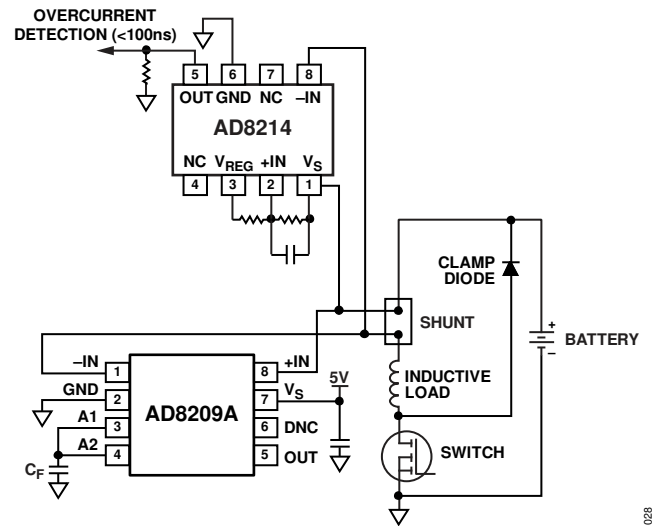 OVERCURRENT
DETECTION (<100ns)
5 6 7 8
OUT GND NC –IN
AD8214
NC VREG +IN VS
4 3 2 1
CLAMP
DIODE
SHUNT
+
–
BATTERY
INDUCTIVE
LOAD
SWITCH
–IN 1
GND 2
A1 3
A2 4
CF
AD8209A
8 +IN
7 VS
6 DNC
5 OUT
5V
028